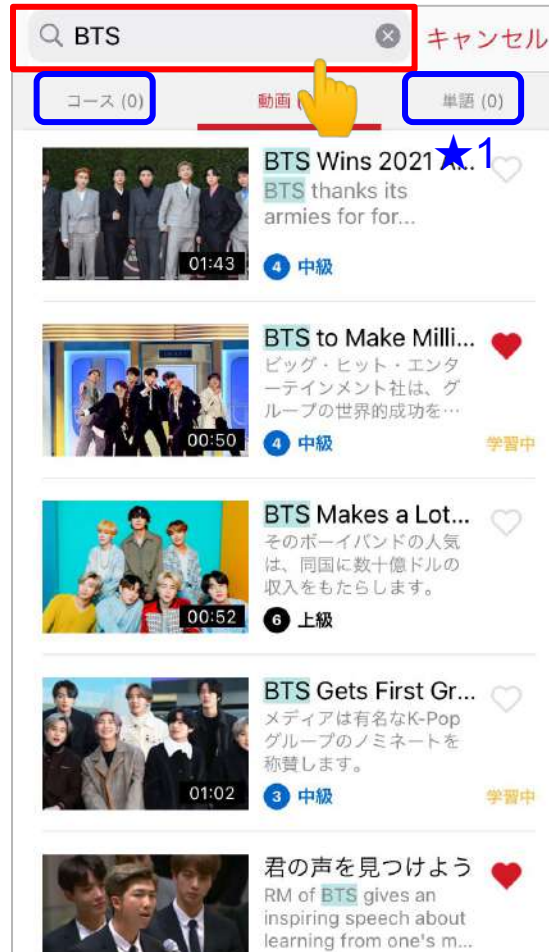 BTS
キャンセル
コース (0)
動画 (
単語 (0)
★1
BTS Wins 2021 A...
BTS thanks its
armies for for...
01:43
4 中級
BTS to Make Milli...
ビッグ・ヒット・エンタ
ーテインメント社は、グ
ループの世界的成功を…
00:50
4 中級
学習中
BTS Makes a Lot...
そのボーイバンドの人気
は、同国に数十億ドルの
収入をもたらします。
00:52
6 上級
BTS Gets First Gr...
メディアは有名なK-Pop
グループのノミネートを
称賛します。
01:02
3 中級
学習中
君の声を見つけよう
RM of BTS gives an
inspiring speech about
learning from one's m...